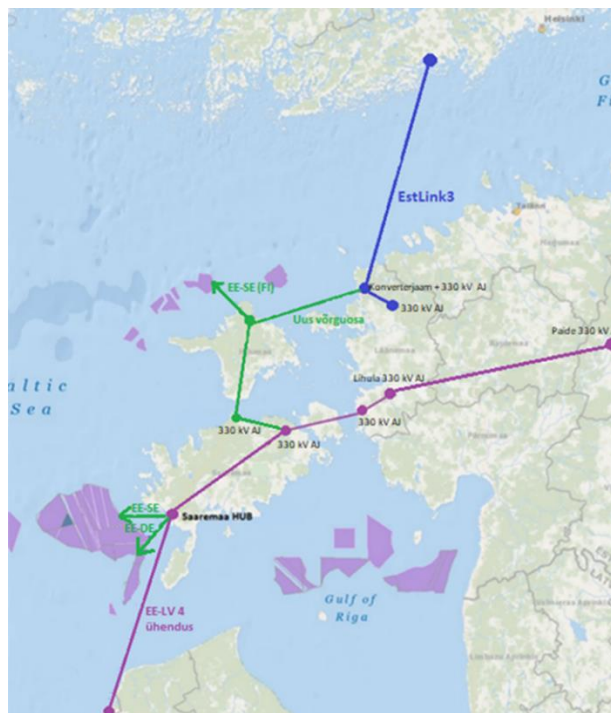 Helsinki
G
F
EstLink3
Tallinn
EE-SE (FI)
Konverterjaam + 330 kV AJ
330 kV AJ
Uus võrguosa
Paide 330 kV
altic
Sea
Lihula 330 kV AJ
330 kV AJ
330 kV AJ
330 kV AJ
EE-SE
Saaremaa HUB
EE-DE
Gulf of
Riga
EE-LV 4
ühendus